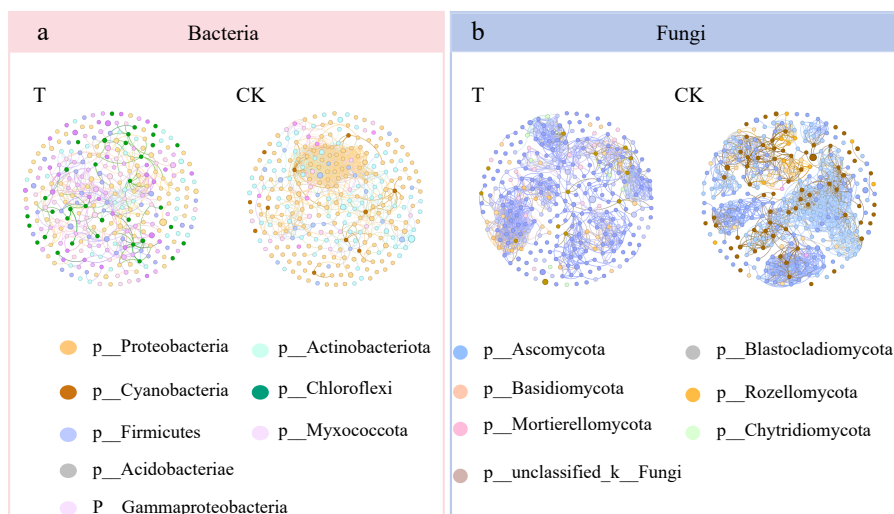 a Bacteria
T CK
p__Proteobacteria
p__Actinobacteriota
p__Cyanobacteria
p__Chloroflexi
p__Firmicutes
p__Myxococcota
p__Acidobacteriae
P__Gammaproteobacteria
b Fungi
T CK
p__Ascomycota
p__Blastocladiomycota
p__Basidiomycota
p__Rozellomycota
p__Mortierellomycota
p__Chytridiomycota
p__unclassified_k__Fungi